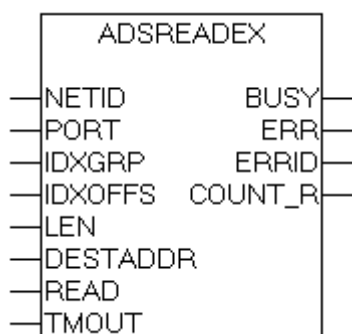 ADSREADEX
NETID BUSY
PORT ERR
IDXGRP ERRID
IDXOFFS COUNT_R
LEN
DESTADDR
READ
TMOUT